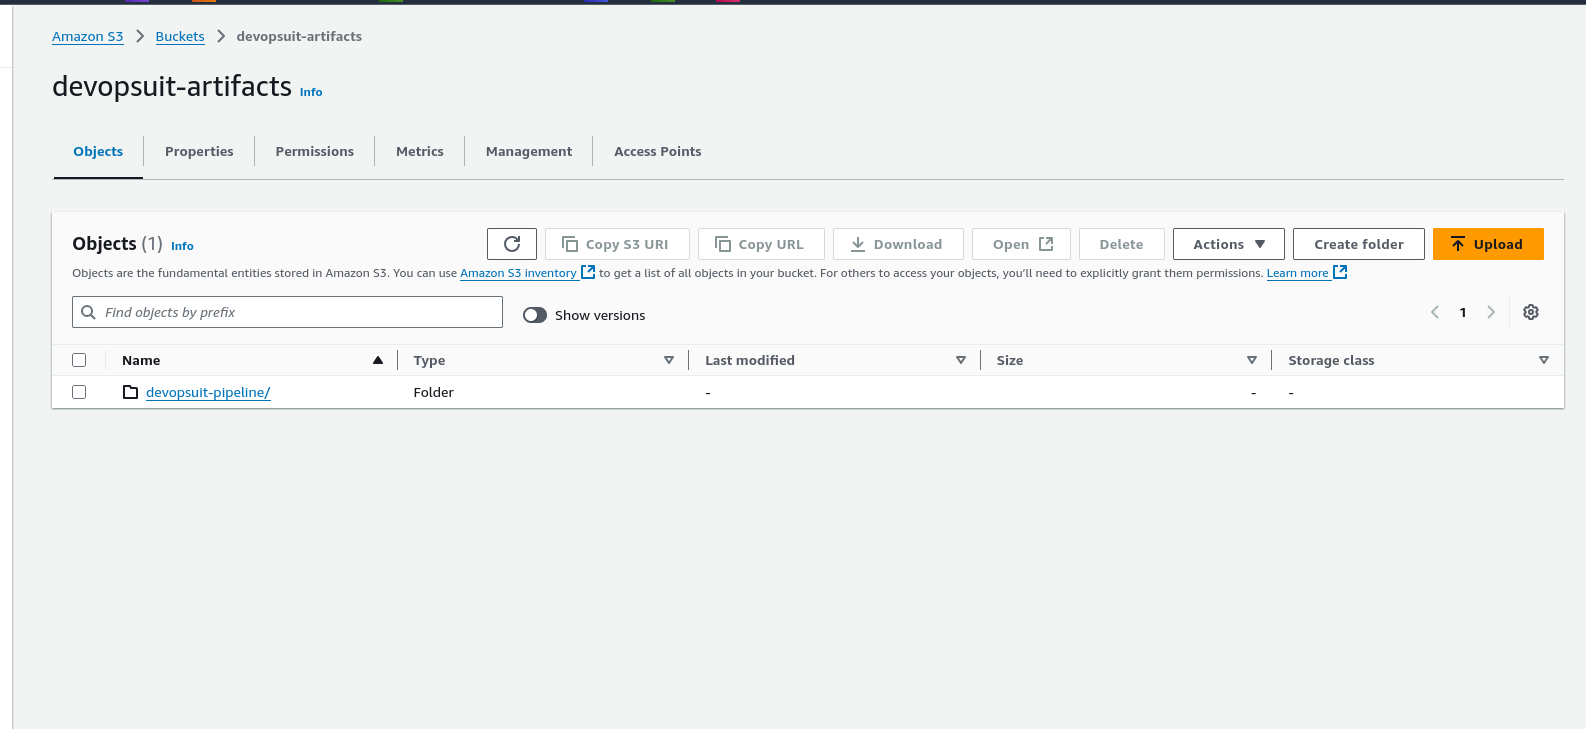 Amazon S3 > Buckets > devopsuit-artifacts
devopsuit-artifacts Info
Objects Properties Permissions Metrics Management Access Points
Objects (1) Info
Copy S3 URI Copy URL Download Open Delete Actions Create folder Upload
Objects are the fundamental entities stored in Amazon S3. You can use Amazon S3 inventory to get a list of all objects in your bucket. For others to access your objects, you'll need to explicitly grant them permissions. Learn more
Find objects by prefix
Show versions
1
Name Type Last modified Size Storage class
devopsuit-pipeline/ Folder - - -